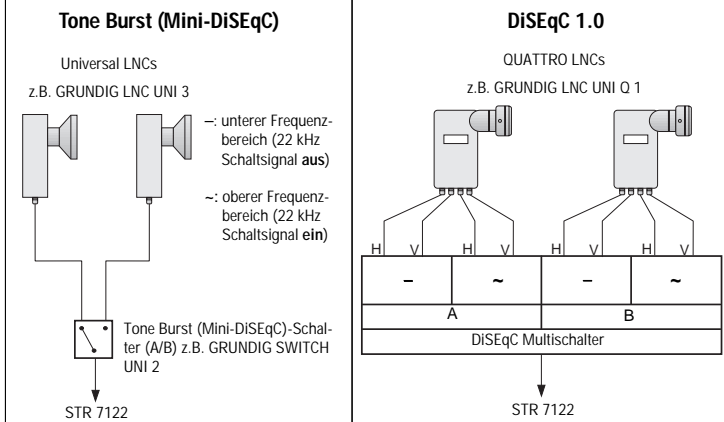 Tone Burst (Mini-DiSEqC)
Universal LNCs
z.B. GRUNDIG LNC UNI 3
–: unterer Frequenz-
bereich (22 kHz
Schaltsignal aus)
~: oberer Frequenz-
bereich (22 kHz
Schaltsignal ein)
Tone Burst (Mini-DiSEqC)-Schal-
ter (A/B) z.B. GRUNDIG SWITCH
UNI 2
STR 7122
DiSEqC 1.0
QUATTRO LNCs
z.B. GRUNDIG LNC UNI Q 1
H V H V H V H V
– ~ – ~
A B
DiSEqC Multischalter
STR 7122